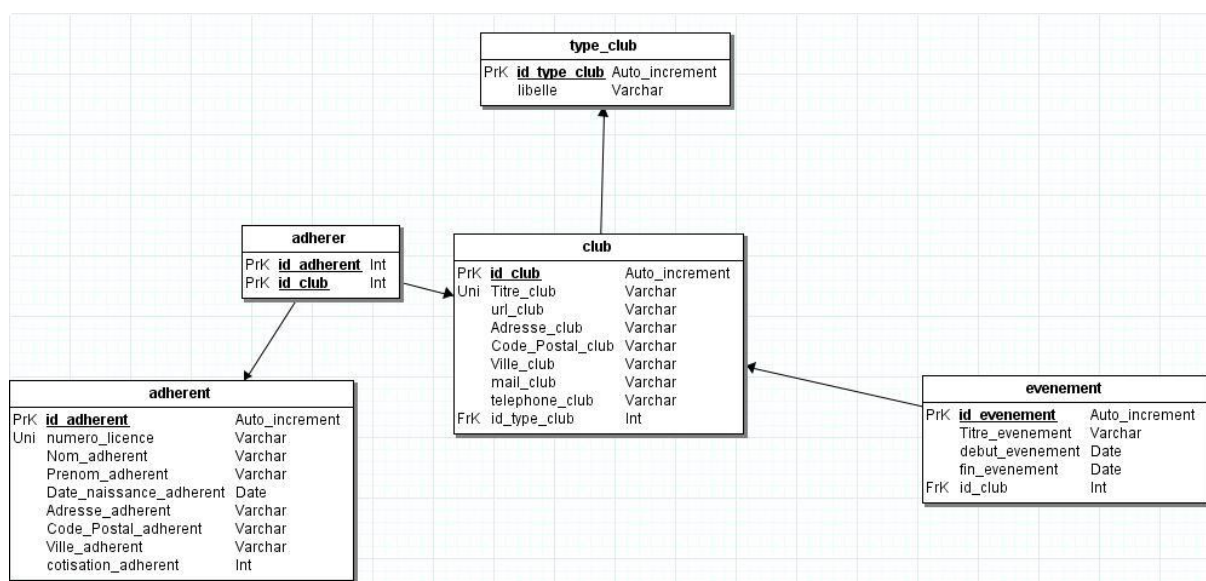 type_club
PrK id_type_club Auto_increment
libelle Varchar
adherer
PrK id_adherent Int
PrK id_club Int
club
PrK id_club Auto_increment
Uni Titre_club Varchar
url_club Varchar
Adresse_club Varchar
Code_Postal_club Varchar
Ville_club Varchar
mail_club Varchar
telephone_club Varchar
FrK id_type_club Int
adherent
PrK id_adherent Auto_increment
Uni numero_licence Varchar
Nom_adherent Varchar
Prenom_adherent Varchar
Date_naissance_adherent Date
Adresse_adherent Varchar
Code_Postal_adherent Varchar
Ville_adherent Varchar
cotisation_adherent Int
evenement
PrK id_evenement Auto_increment
Titre_evenement Varchar
debut_evenement Date
fin_evenement Date
FrK id_club Int